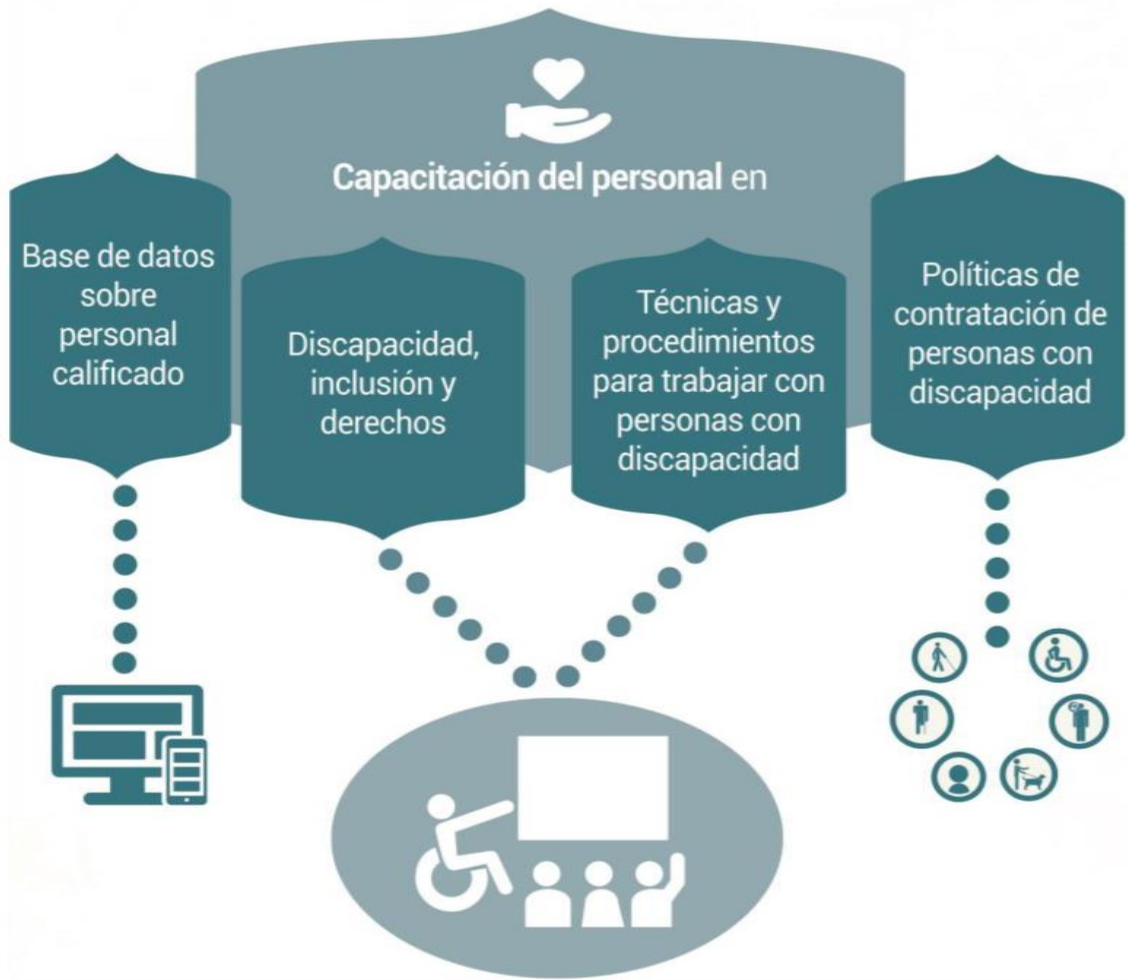 Capacitación del personal en
Base de datos
sobre
personal
calificado
Discapacidad,
inclusión y
derechos
Técnicas y
procedimientos
para trabajar con
personas con
discapacidad
Políticas de
contratación de
personas con
discapacidad